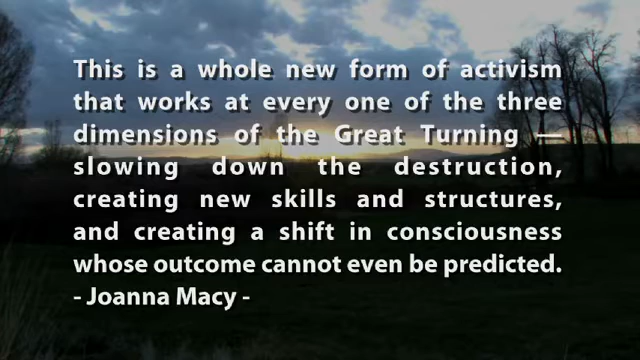 This is a whole new form of activism
that works at every one of the three
dimensions of the Great Turning —
slowing down the destruction,
creating new skills and structures,
and creating a shift in consciousness
whose outcome cannot even be predicted.
- Joanna Macy -